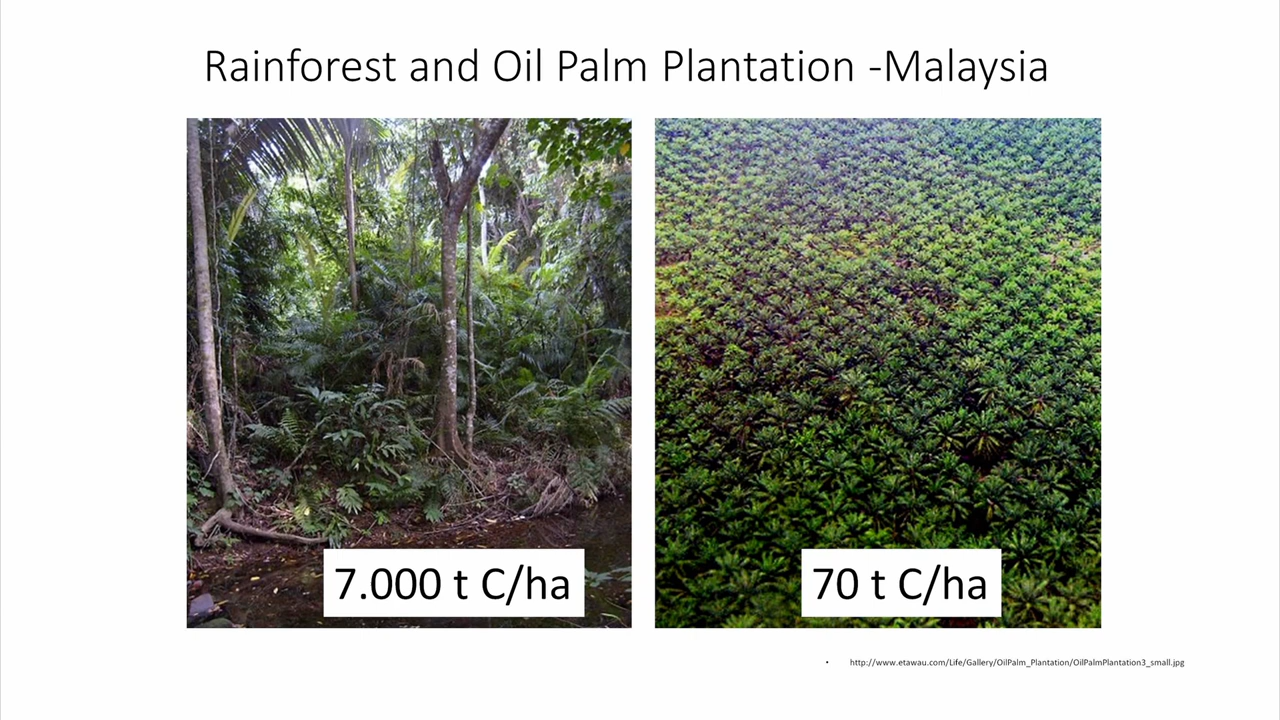 Rainforest and Oil Palm Plantation -Malaysia
7.000 t C/ha
70 t C/ha
• http://www.etawau.com/Life/Gallery/OilPalm_Plantation/OilPalmPlantation3_small.jpg